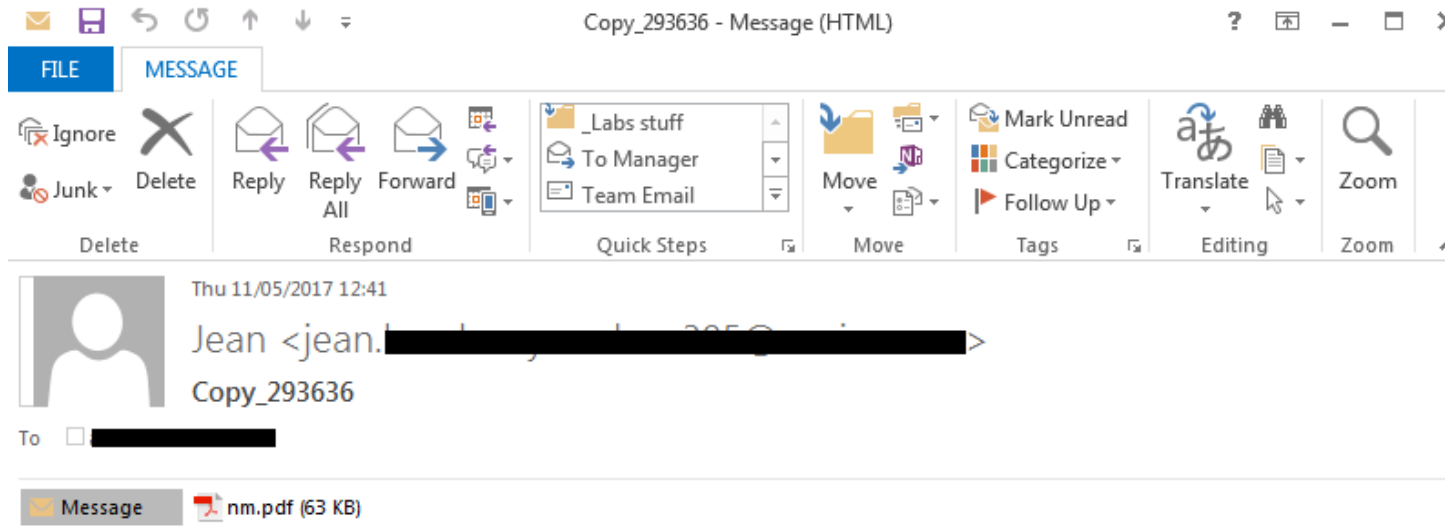 Copy_293636 - Message (HTML)
?
FILE MESSAGE
Ignore
Junk
Delete
Reply
Reply All
Forward
_Labs stuff
To Manager
Team Email
Move
Mark Unread
Categorize
Follow Up
Translate
Zoom
Delete Respond Quick Steps Move Tags Editing Zoom
Thu 11/05/2017 12:41
Jean <jean. >
Copy_293636
To
Message nm.pdf (63 KB)